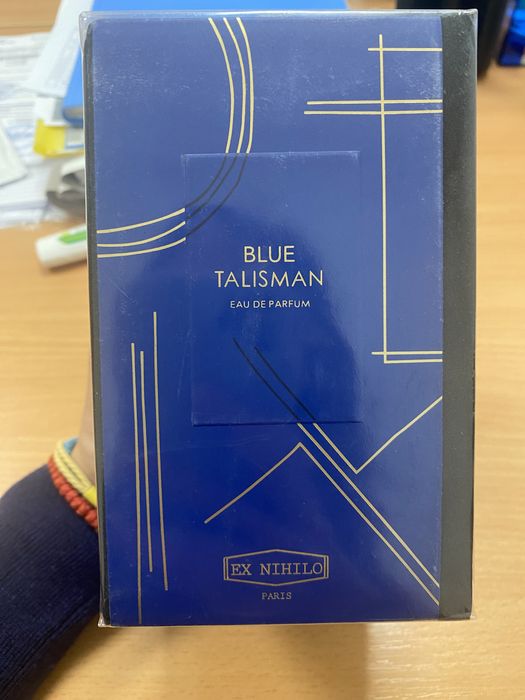 BLUE
TALISMAN
EAU DE PARFUM
EX NIHILO
PARIS